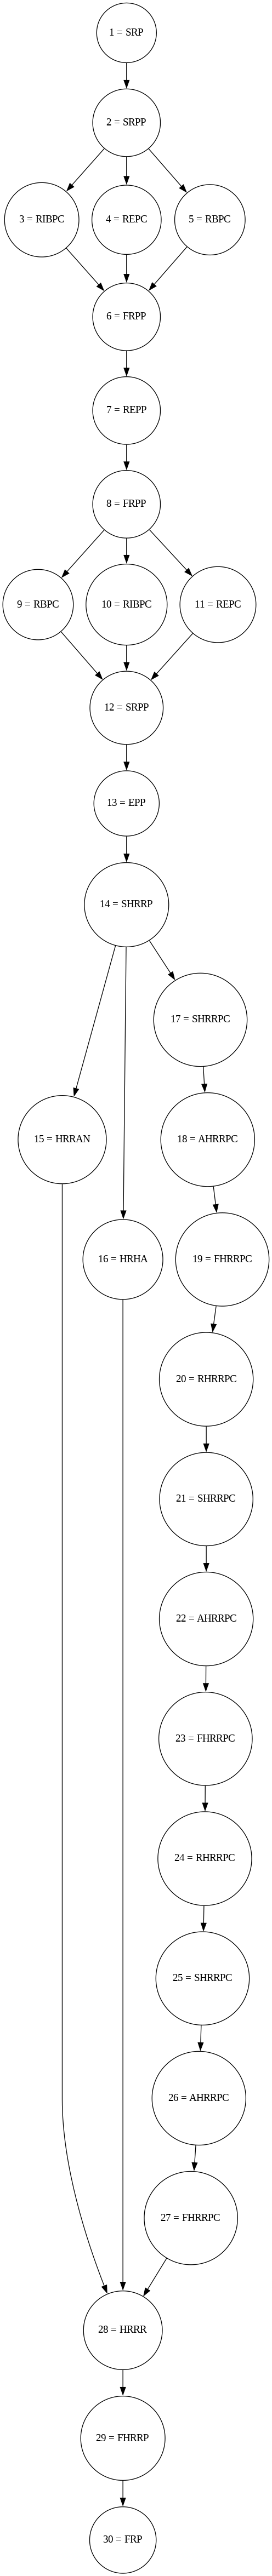 1 = SRP
2 = SRPP
3 = RIBPC
4 = REPC
5 = RBPC
6 = FRPP
7 = REPP
8 = FRPP
9 = RBPC
10 = RIBPC
11 = REPC
12 = SRPP
13 = EPP
14 = SHRRP
17 = SHRRPC
15 = HRRAN
18 = AHRRPC
16 = HRHA
19 = FHRRPC
20 = RHRRPC
21 = SHRRPC
22 = AHRRPC
23 = FHRRPC
24 = RHRRPC
25 = SHRRPC
26 = AHRRPC
27 = FHRRPC
28 = HRRR
29 = FHRRP
30 = FRP